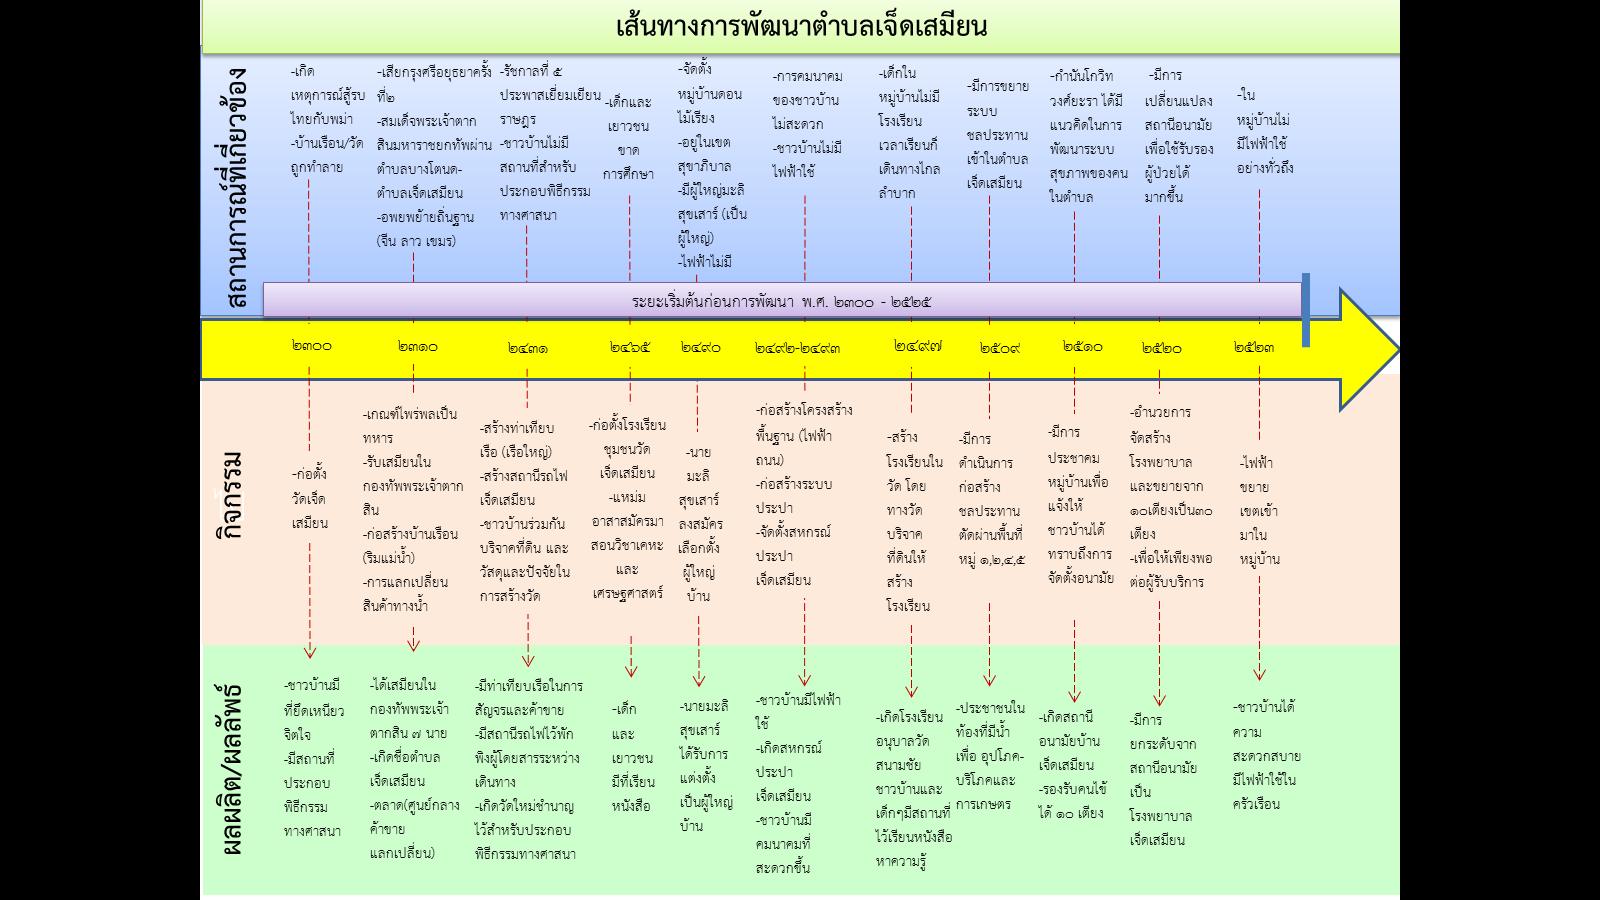 เส้นทางการพัฒนาตำบลเจ็ดเสมียน
สถานการณ์ที่เกี่ยวข้อง
-เกิด
เหตุการณ์สู้รบ
ไทยกับพม่า
-บ้านเรือน/วัด
ถูกทำลาย
-เสียกรุงศรีอยุธยาครั้ง
ที่๒
-สมเด็จพระเจ้าตาก
สินมหาราชยกทัพผ่าน
ตำบลบางโตนด-
ตำบลเจ็ดเสมียน
-อพยพย้ายถิ่นฐาน
(จีน ลาว เขมร)
-รัชกาลที่ ๕
ประพาสเยี่ยมเยียน
ราษฎร
-ชาวบ้านไม่มี
สถานที่สำหรับ
ประกอบพิธีกรรม
ทางศาสนา
-เด็กและ
เยาวชน
ขาด
การศึกษา
-จัดตั้ง
หมู่บ้านดอน
ไม้เรียง
-อยู่ในเขต
สุขาภิบาล
-มีผู้ใหญ่มะลิ
สุขเสาร์ (เป็น
ผู้ใหญ่)
-ไฟฟ้าไม่มี
-การคมนาคม
ของชาวบ้าน
ไม่สะดวก
-ชาวบ้านไม่มี
ไฟฟ้าใช้
-เด็กใน
หมู่บ้านไม่มี
โรงเรียน
เวลาเรียนก็
เดินทางไกล
ลำบาก
-มีการขยาย
ระบบ
ชลประทาน
เข้าในตำบล
เจ็ดเสมียน
-กำนันโกวิท
วงศ์ยะรา ได้มี
แนวคิดในการ
พัฒนาระบบ
สุขภาพของคน
ในตำบล
-มีการ
เปลี่ยนแปลง
สถานีอนามัย
เพื่อใช้รับรอง
ผู้ป่วยได้
มากขึ้น
-ใน
หมู่บ้านไม่
มีไฟฟ้าใช้
อย่างทั่วถึง
ระยะเริ่มต้นก่อนการพัฒนา พ.ศ. ๒๓๐๐ - ๒๕๒๕
๒๓๐๐
๒๓๑๐
๒๔๓๑
๒๔๖๕
๒๔๙๐
๒๔๙๒-๒๔๙๓
๒๔๙๗
๒๕๐๙
๒๕๑๐
๒๕๒๐
๒๕๒๓
กิจกรรม
-ก่อตั้ง
วัดเจ็ด
เสมียน
-เกณฑ์ไพร่พลเป็น
ทหาร
-รับเสมียนใน
กองทัพพระเจ้าตาก
สิน
-ก่อสร้างบ้านเรือน
(ริมแม่น้ำ)
-การแลกเปลี่ยน
สินค้าทางน้ำ
-สร้างท่าเทียบ
เรือ (เรือใหญ่)
-สร้างสถานีรถไฟ
เจ็ดเสมียน
-ชาวบ้านร่วมกัน
บริจาคที่ดิน และ
วัสดุและปัจจัยใน
การสร้างวัด
-ก่อตั้งโรงเรียน
ชุมชนวัด
เจ็ดเสมียน
-แหม่ม
อาสาสมัครมา
สอนวิชาเคหะ
และ
เศรษฐศาสตร์
-นาย
มะลิ
สุขเสาร์
ลงสมัคร
เลือกตั้ง
ผู้ใหญ่
บ้าน
-ก่อสร้างโครงสร้าง
พื้นฐาน (ไฟฟ้า
ถนน)
-ก่อสร้างระบบ
ประปา
-จัดตั้งสหกรณ์
ประปา
เจ็ดเสมียน
-สร้าง
โรงเรียนใน
วัด โดย
ทางวัด
บริจาค
ที่ดินให้
สร้าง
โรงเรียน
-มีการ
ดำเนินการ
ก่อสร้าง
ชลประทาน
ตัดผ่านพื้นที่
หมู่ ๑,๒,๔,๕
-มีการ
ประชาคม
หมู่บ้านเพื่อ
แจ้งให้
ชาวบ้านได้
ทราบถึงการ
จัดตั้งอนามัย
-อำนวยการ
จัดสร้าง
โรงพยาบาล
และขยายจาก
๑๐เตียงเป็น๓๐
เตียง
-เพื่อให้เพียงพอ
ต่อผู้รับบริการ
-ไฟฟ้า
ขยาย
เขตเข้า
มาใน
หมู่บ้าน
ผลผลิต/ผลลัพธ์
-ชาวบ้านมี
ที่ยึดเหนียว
จิตใจ
-มีสถานที่
ประกอบ
พิธีกรรม
ทางศาสนา
-ได้เสมียนใน
กองทัพพระเจ้า
ตากสิน ๗ นาย
-เกิดชื่อตำบล
เจ็ดเสมียน
-ตลาด(ศูนย์กลาง
ค้าขาย
แลกเปลี่ยน)
-มีท่าเทียบเรือในการ
สัญจรและค้าขาย
-มีสถานีรถไฟไว้พัก
พิงผู้โดยสารระหว่าง
เดินทาง
-เกิดวัดใหม่ชำนาญ
ไว้สำหรับประกอบ
พิธีกรรมทางศาสนา
-เด็ก
และ
เยาวชน
มีที่เรียน
หนังสือ
-นายมะลิ
สุขเสาร์
ได้รับการ
แต่งตั้ง
เป็นผู้ใหญ่
บ้าน
-ชาวบ้านมีไฟฟ้า
ใช้
-เกิดสหกรณ์
ประปา
เจ็ดเสมียน
-ชาวบ้านมี
คมนาคมที่
สะดวกขึ้น
-เกิดโรงเรียน
อนุบาลวัด
สนามชัย
ชาวบ้านและ
เด็กๆมีสถานที่
ไว้เรียนหนังสือ
หาความรู้
-ประชาชนใน
ท้องที่มีน้ำ
เพื่อ อุปโภค-
บริโภคและ
การเกษตร
-เกิดสถานี
อนามัยบ้าน
เจ็ดเสมียน
-รองรับคนไข้
ได้ ๑๐ เตียง
-มีการ
ยกระดับจาก
สถานีอนามัย
เป็น
โรงพยาบาล
เจ็ดเสมียน
-ชาวบ้านได้
ความ
สะดวกสบาย
มีไฟฟ้าใช้ใน
ครัวเรือน